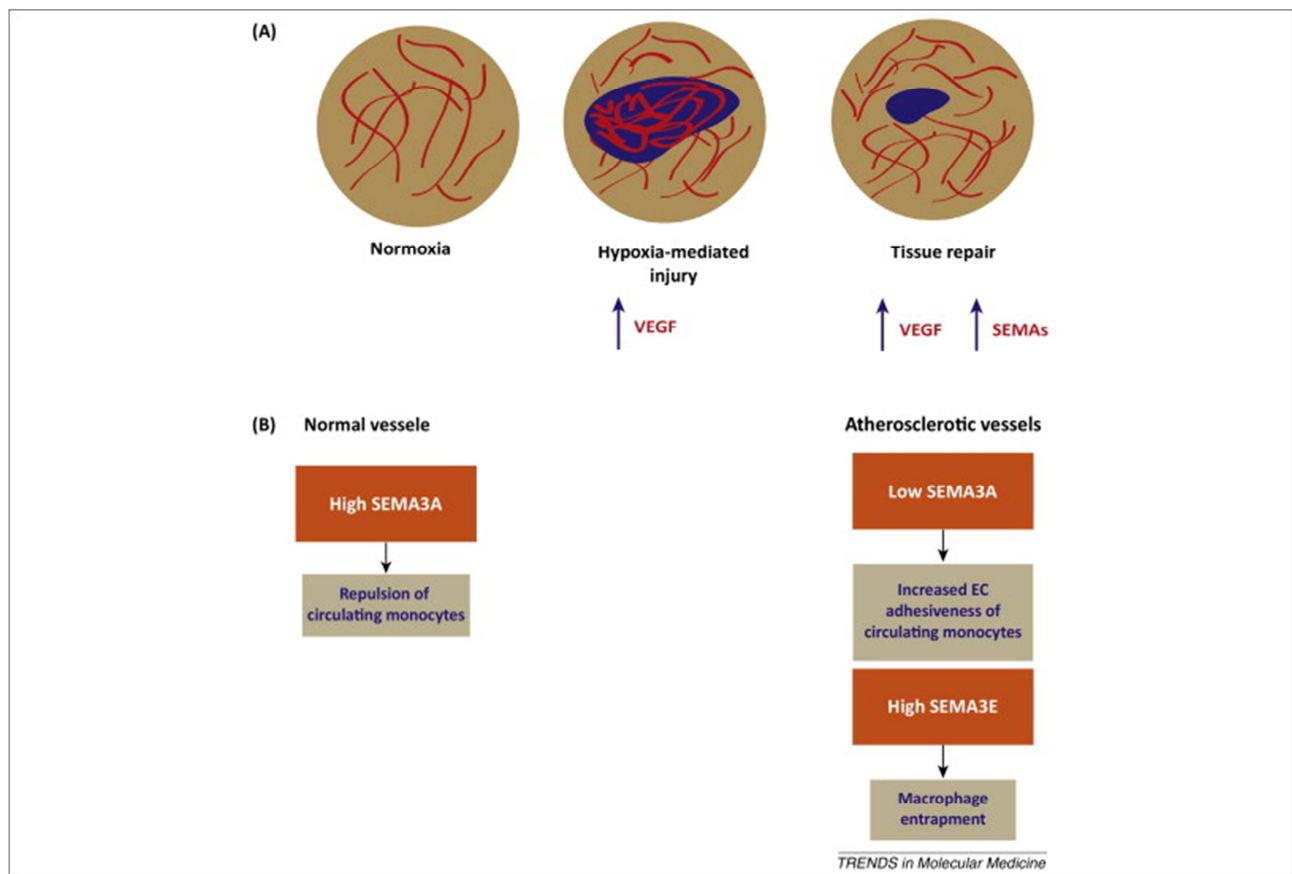 (A)
Normoxia
Hypoxia-mediated
injury
Tissue repair
VEGF
VEGF
SEMAs
(B)
Normal vessele
High SEMA3A
Repulsion of
circulating monocytes
Atherosclerotic vessels
Low SEMA3A
Increased EC
adhesiveness of
circulating monocytes
High SEMA3E
Macrophage
entrapment
TRENDS in Molecular Medicine